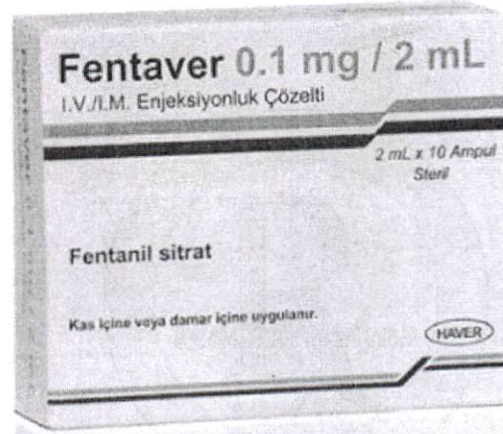 Fentaver 0.1 mg / 2 mL
I.V./I.M. Enjeksiyonluk Çözelti
2 mL x 10 Ampul
Steril
Fentanil sitrat
Kas içine veya damar içine uygulanır.
HAVER